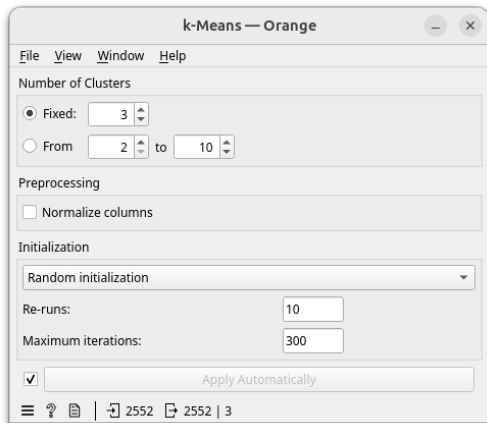 k-Means — Orange
File View Window Help
Number of Clusters
Fixed: 3
From 2 to 10
Preprocessing
Normalize columns
Initialization
Random initialization
Re-runs: 10
Maximum iterations: 300
Apply Automatically
2552 2552 | 3